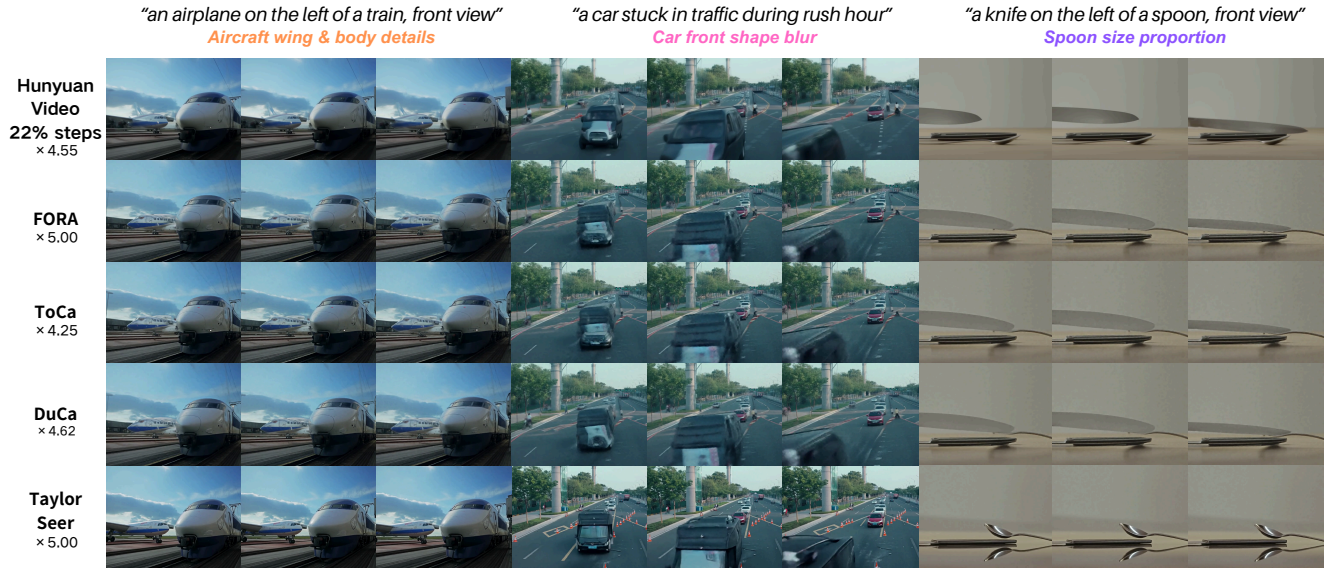 “an airplane on the left of a train, front view”
Aircraft wing & body details
“a car stuck in traffic during rush hour”
Car front shape blur
“a knife on the left of a spoon, front view”
Spoon size proportion
Hunyuan
Video
22% steps
× 4.55
FORA
× 5.00
ToCa
× 4.25
DuCa
× 4.62
Taylor
Seer
× 5.00